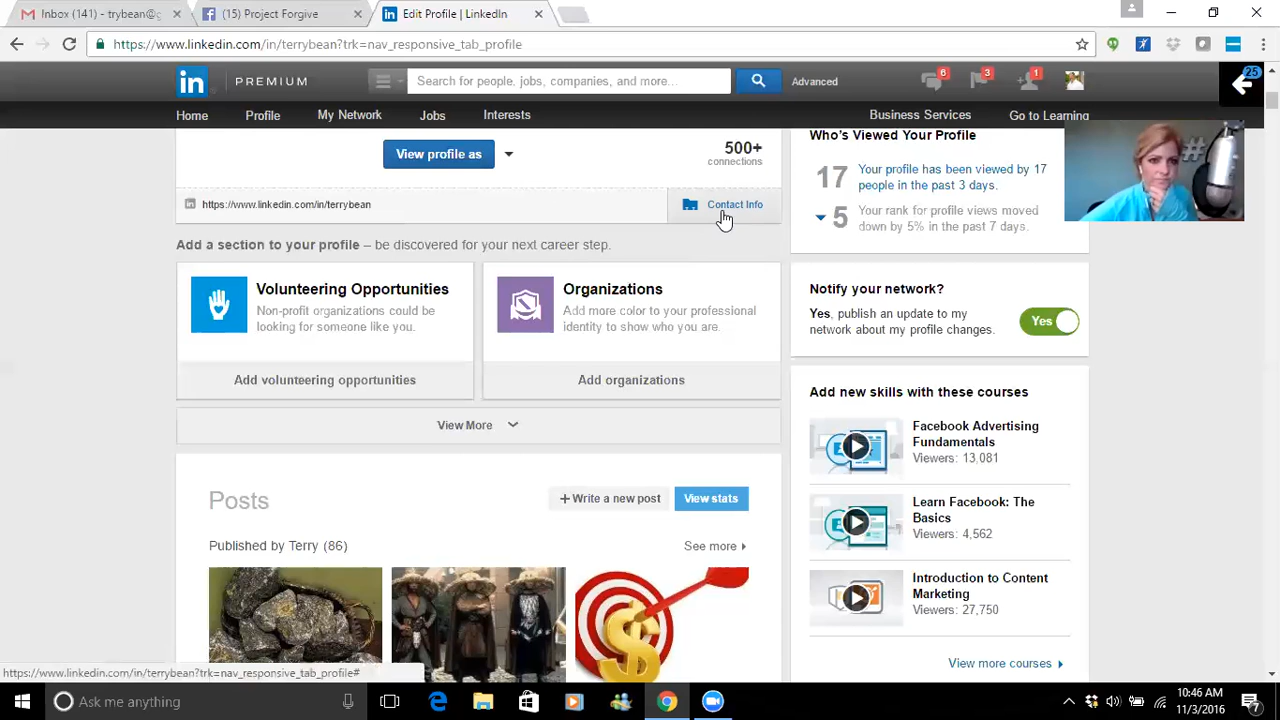 Inbox (141) - trybean@g
(15) Project Forgive
in Edit Profile | LinkedIn
https://www.linkedin.com/in/terrybean?trk=nav_responsive_tab_profile
in PREMIUM
Search for people, jobs, companies, and more...
Advanced
6
3
1
25
Home
Profile
My Network
Jobs
Interests
Business Services
Go to Learning
View profile as
500+
connections
in https://www.linkedin.com/in/terrybean
Contact Info
Add a section to your profile – be discovered for your next career step.
Volunteering Opportunities
Non-profit organizations could be
looking for someone like you.
Add volunteering opportunities
Organizations
Add more color to your professional
identity to show who you are.
Add organizations
View More
Posts
+ Write a new post
View stats
Published by Terry (86)
See more
$
Who's Viewed Your Profile
17
Your profile has been viewed by 17
people in the past 3 days.
5
Your rank for profile views moved
down by 5% in the past 7 days.
#
Notify your network?
Yes, publish an update to my
network about my profile changes.
Yes
Add new skills with these courses
Facebook Advertising
Fundamentals
Viewers: 13,081
Learn Facebook: The
Basics
Viewers: 4,562
Introduction to Content
Marketing
Viewers: 27,750
View more courses
https://www.linkedin.com/in/terrybean?trk=nav_responsive_tab_profile#
Ask me anything
10:46 AM
11/3/2016
7